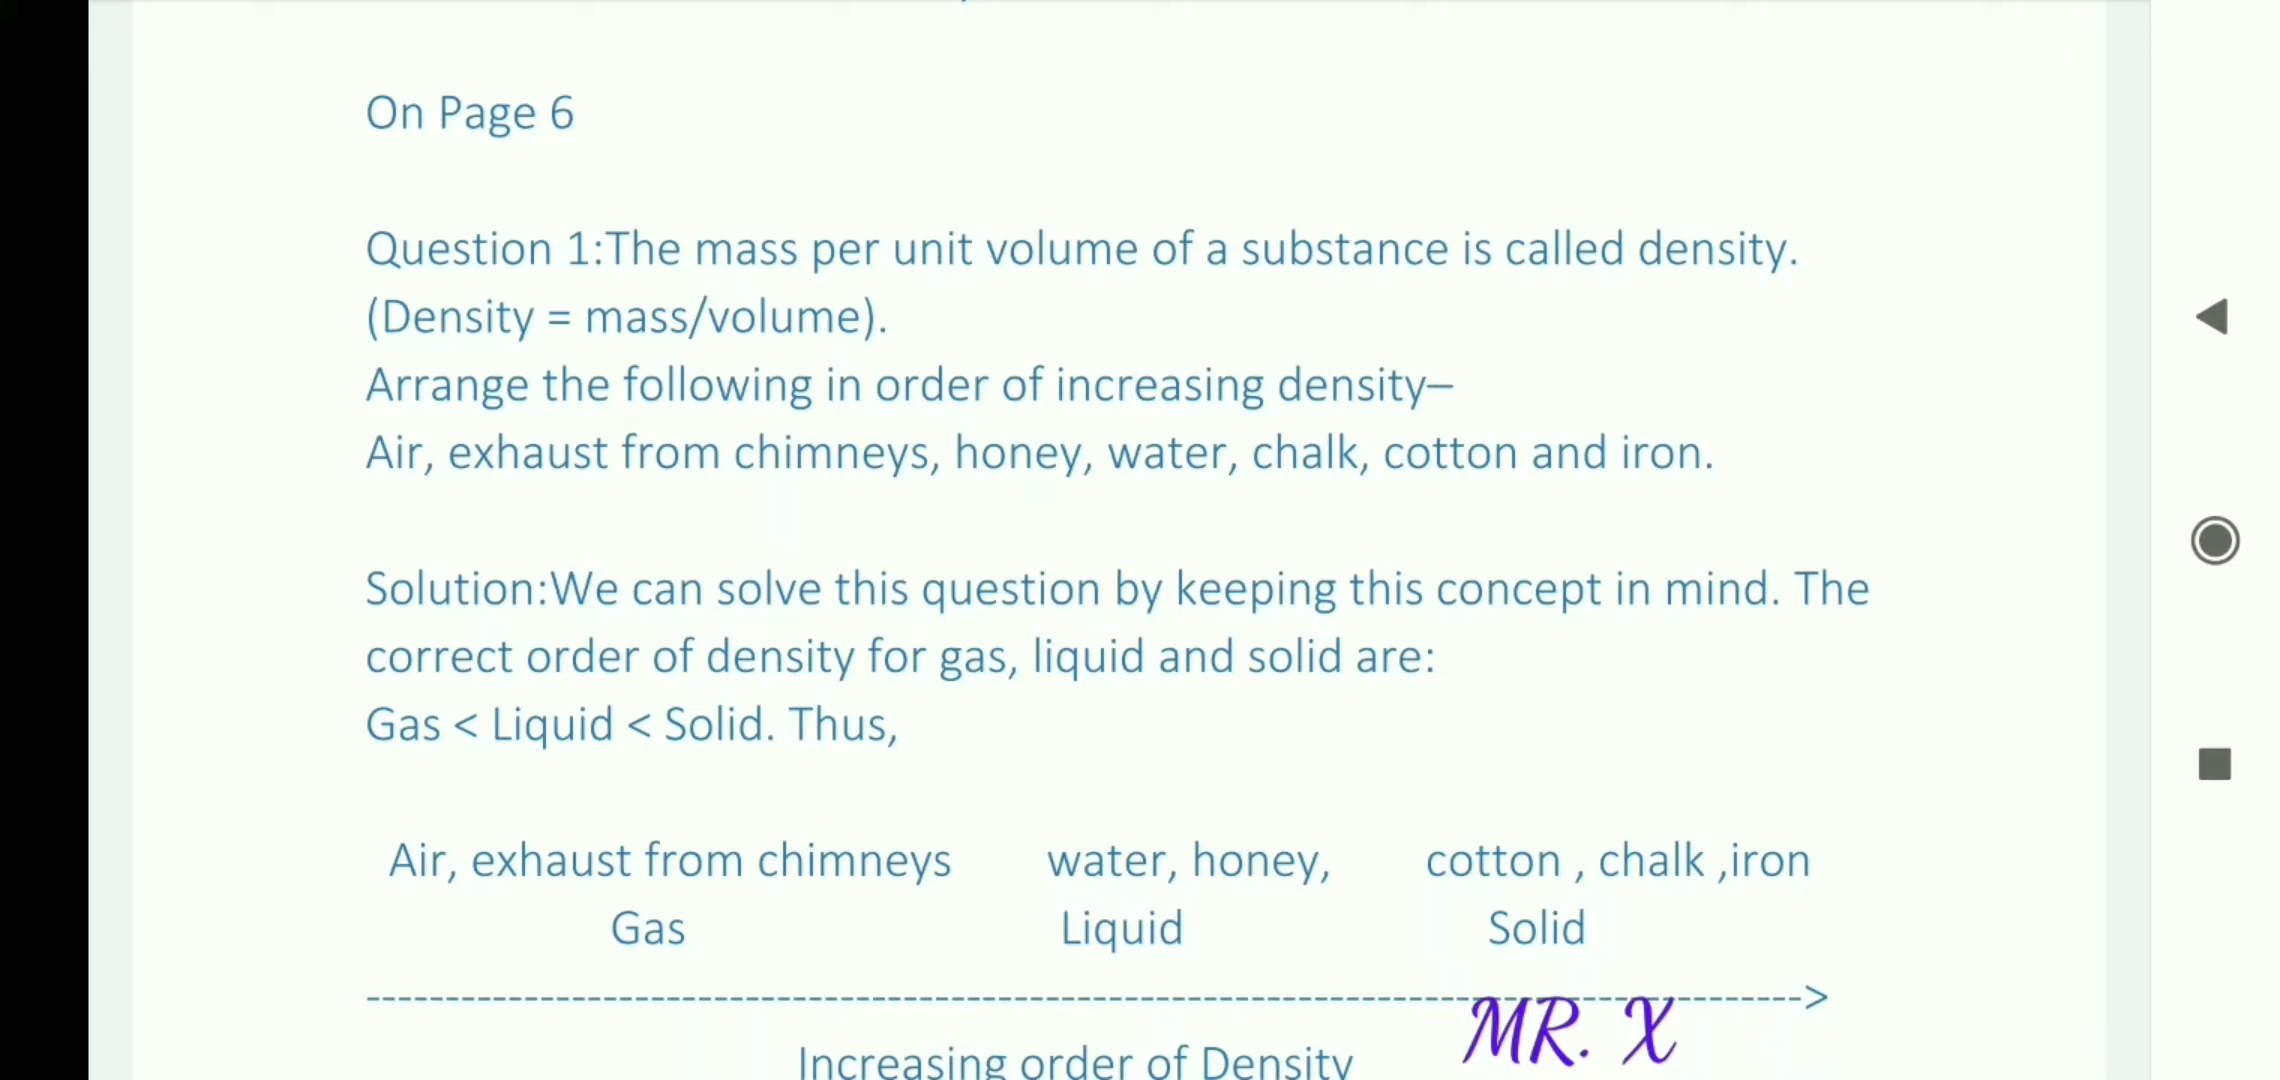 On Page 6
Question 1:The mass per unit volume of a substance is called density.
(Density = mass/volume).
Arrange the following in order of increasing density–
Air, exhaust from chimneys, honey, water, chalk, cotton and iron.
Solution:We can solve this question by keeping this concept in mind. The
correct order of density for gas, liquid and solid are:
Gas < Liquid < Solid. Thus,
Air, exhaust from chimneys water, honey, cotton , chalk ,iron
Gas Liquid Solid
----------------------------------------------------------------------------------------------->
Increasing order of Density
MR. X